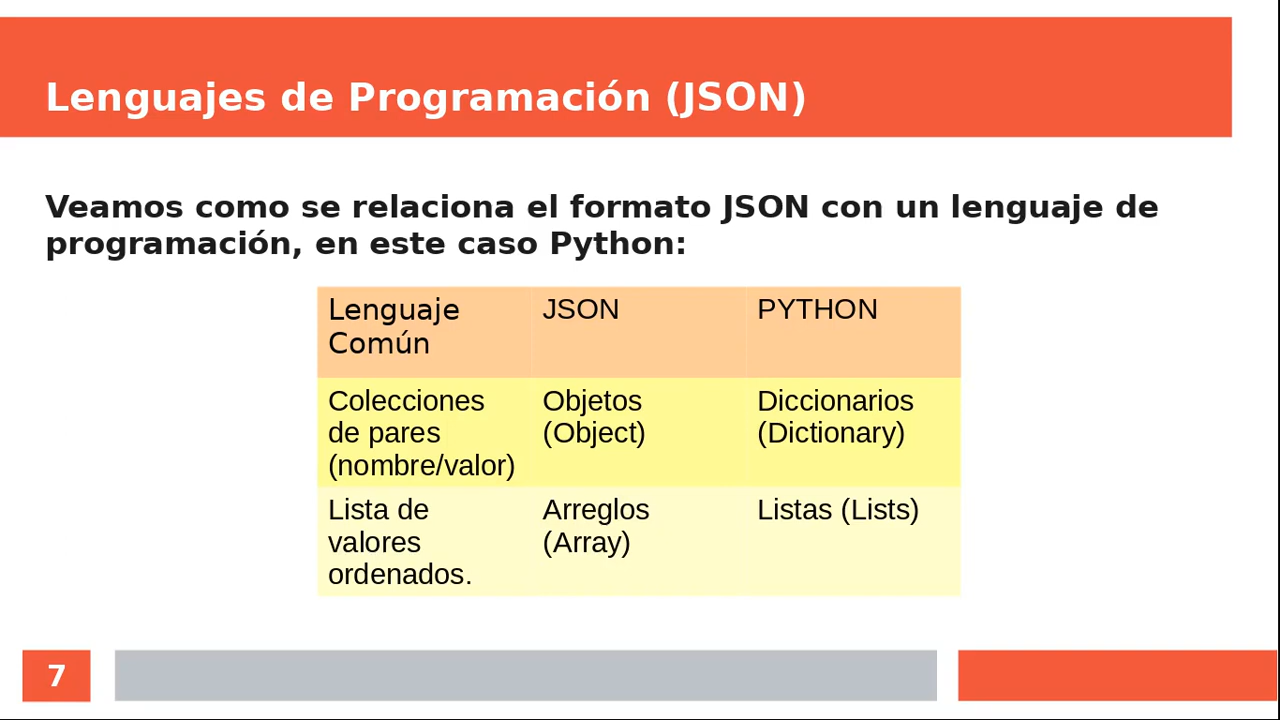 Lenguajes de Programación (JSON)
Veamos como se relaciona el formato JSON con un lenguaje de
programación, en este caso Python:
Lenguaje
Común
JSON
PYTHON
Colecciones
de pares
(nombre/valor)
Objetos
(Object)
Diccionarios
(Dictionary)
Lista de
valores
ordenados.
Arreglos
(Array)
Listas (Lists)
7